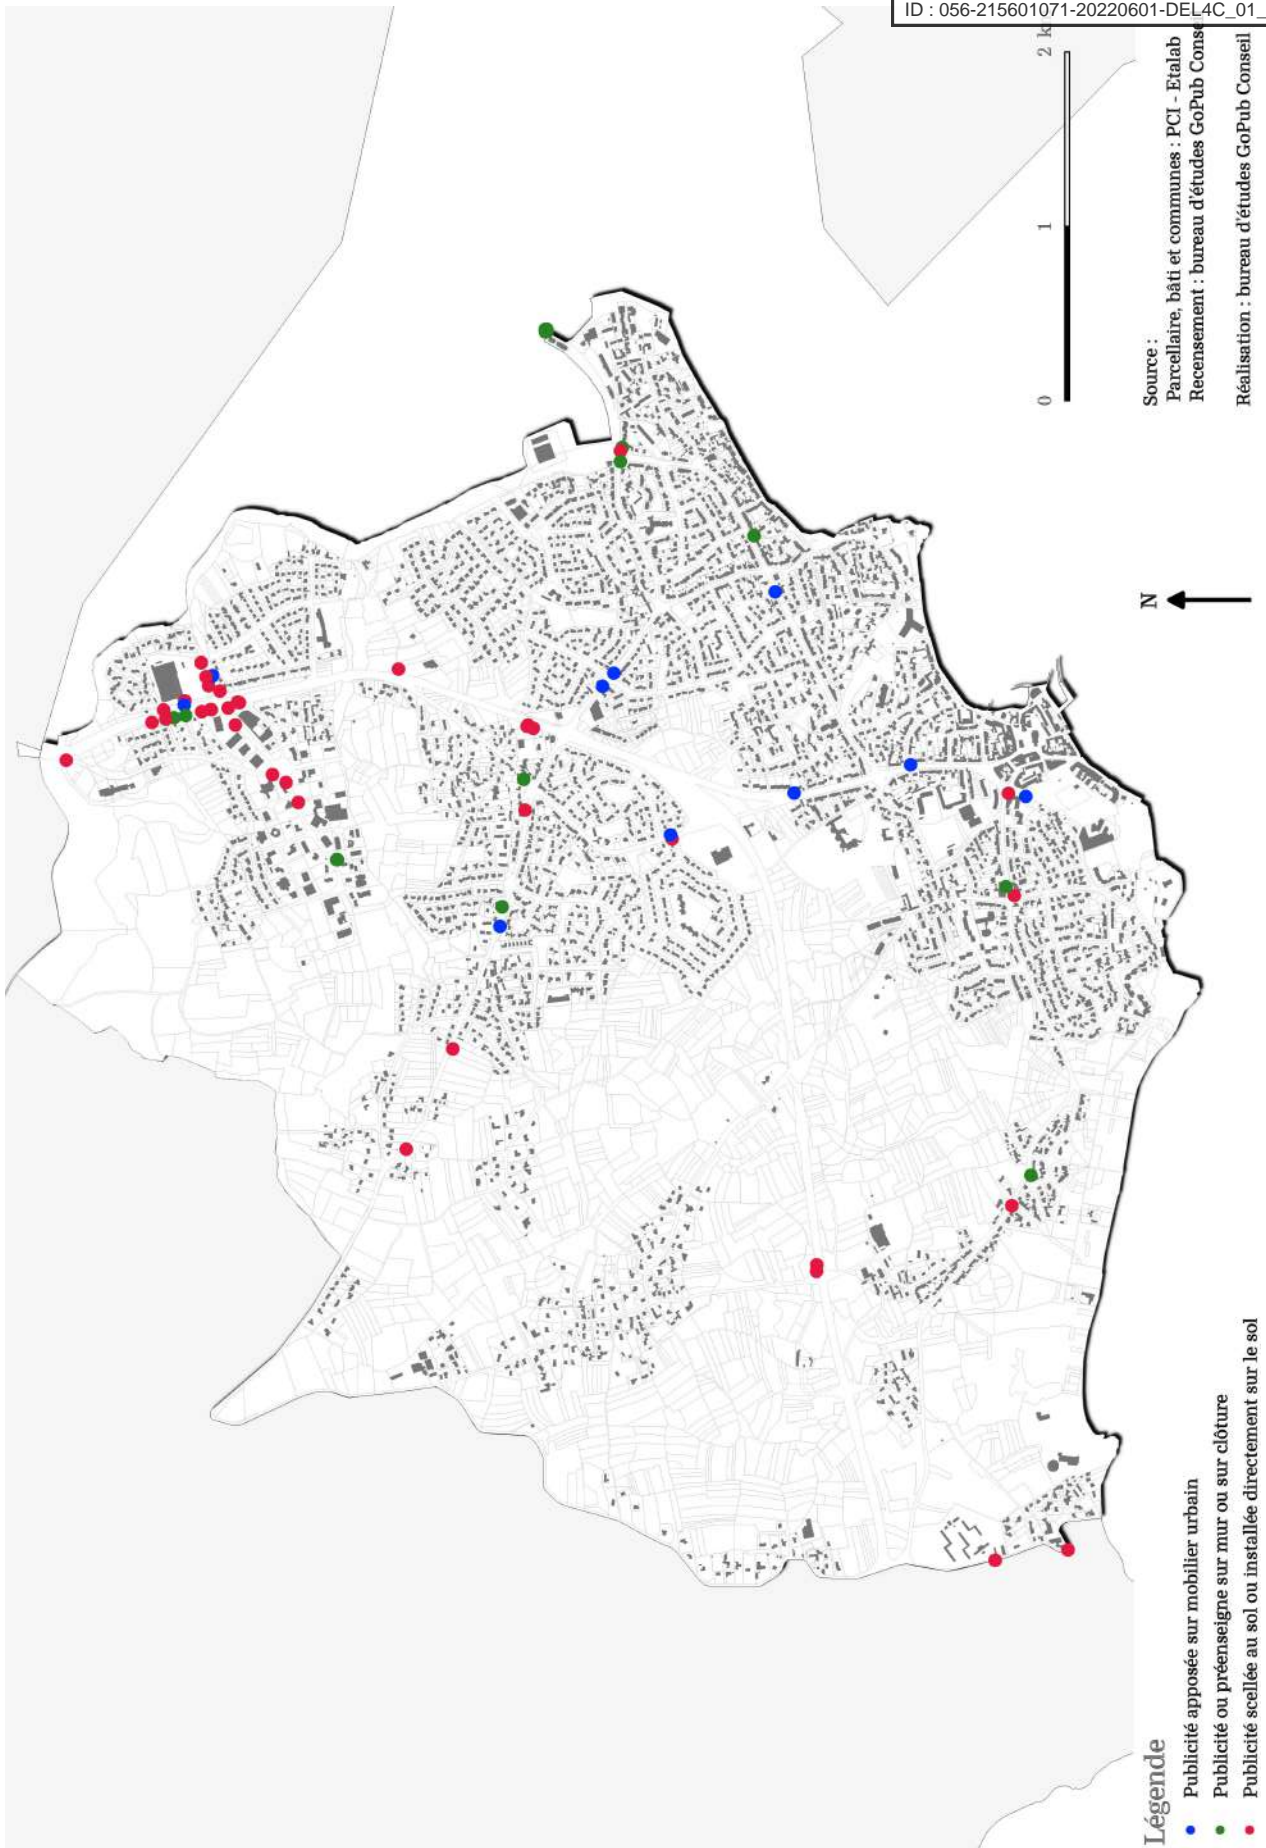 ID : 056-215601071-20220601-DEL4C_01_
Légende
Publicité apposée sur mobilier urbain
Publicité ou préenseigne sur mur ou sur clôture
Publicité scellée au sol ou installée directement sur le sol
N
0 1 2
Source :
Parcellaire, bâti et communes : PCI - Etalab
Recensement : bureau d'études GoPub Conseil
Réalisation : bureau d'études GoPub Conseil